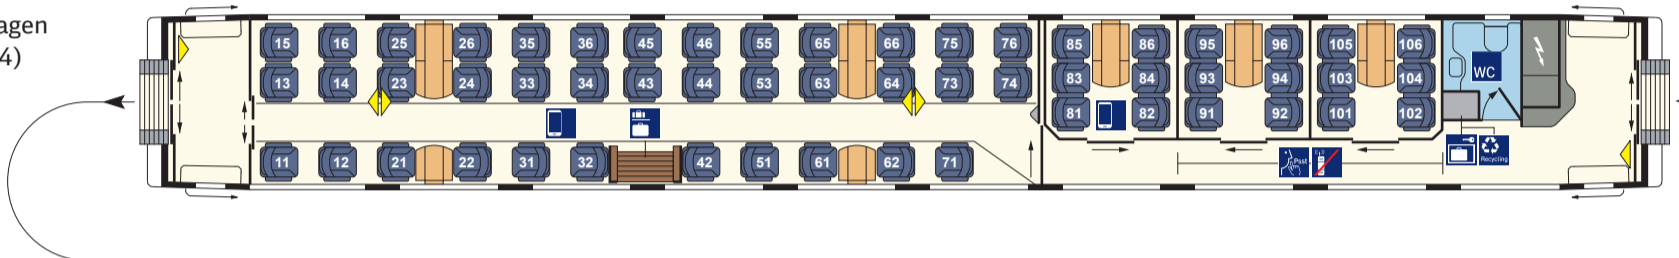 agen
4)
15 16 25 26 35 36 45 46 55 65 66 75 76 85 86 95 96 105 106
13 14 23 24 33 34 43 44 53 63 64 73 74 83 84 93 94 103 104
WC
81 82 91 92 101 102
11 12 21 22 31 32 42 51 61 62 71
Psst
Recycling